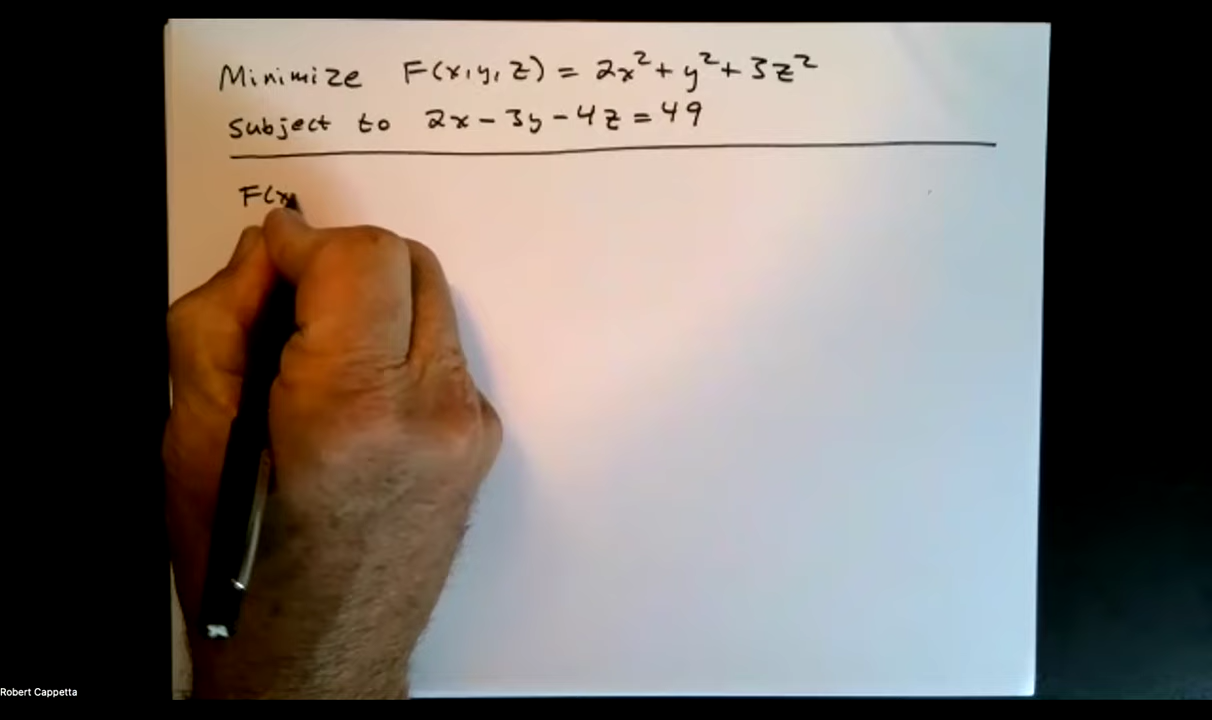 Minimize F(x,y,z) = 2x²+y²+3z²
Subject to 2x-3y-4z=49
F(x
Robert Cappetta